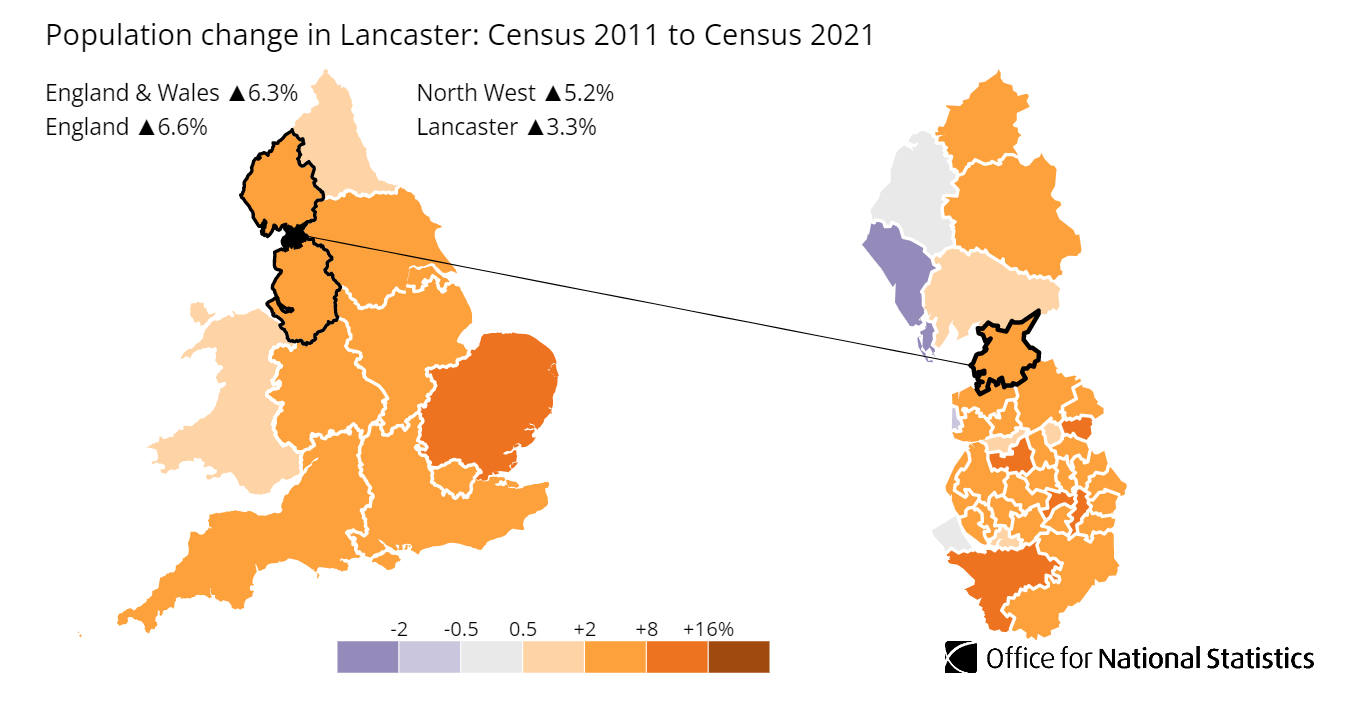 Population change in Lancaster: Census 2011 to Census 2021
England & Wales ▲6.3%
North West ▲5.2%
England ▲6.6%
Lancaster ▲3.3%
-2 -0.5 0.5 +2 +8 +16%
Office for National Statistics